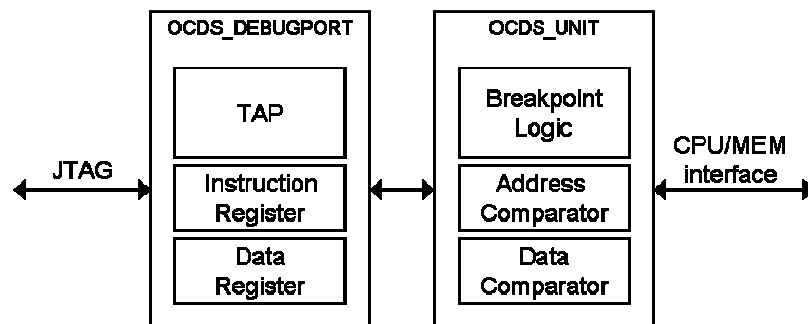 OCDS_DEBUGPORT
OCDS_UNIT
TAP
Breakpoint
Logic
JTAG
Instruction
Register
Address
Comparator
CPU/MEM
interface
Data
Register
Data
Comparator